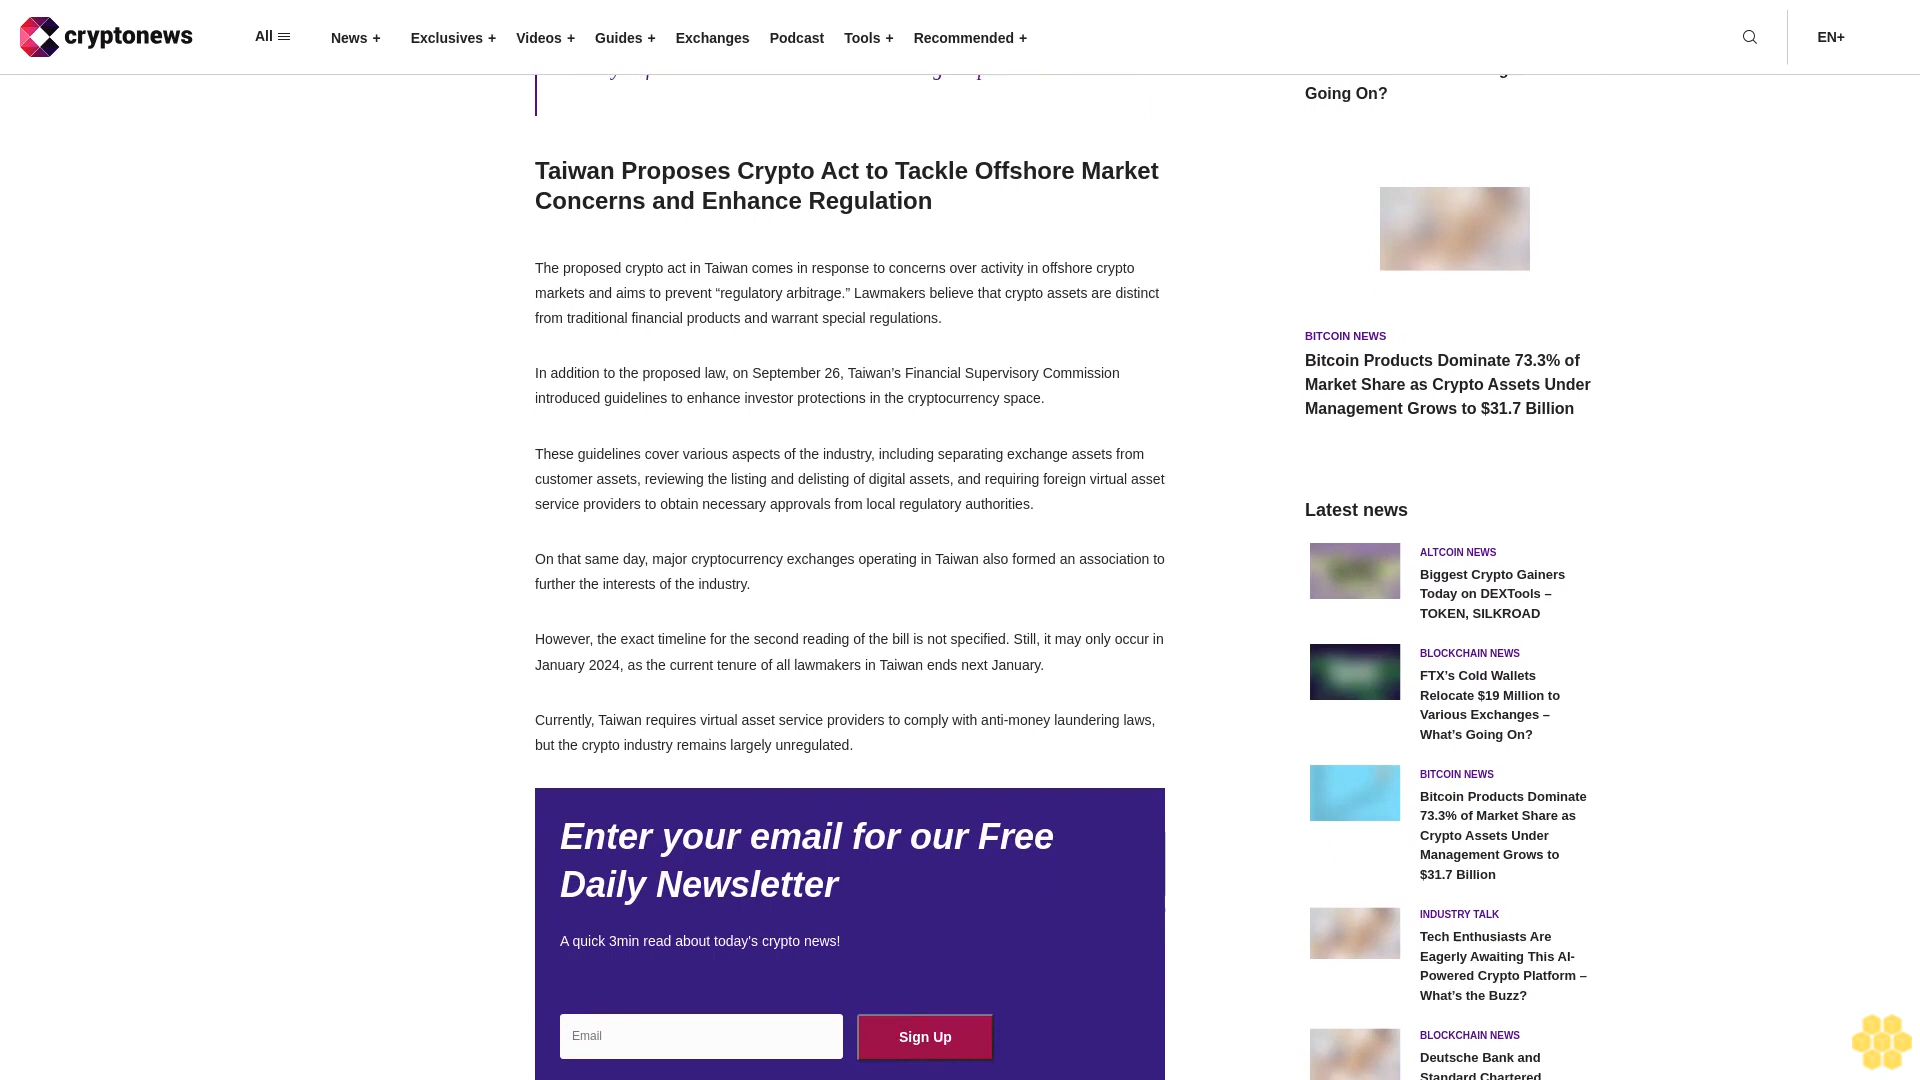 cryptonews
All
News +
Exclusives +
Videos +
Guides +
Exchanges
Podcast
Tools +
Recommended +
EN+
Taiwan Proposes Crypto Act to Tackle Offshore Market
Concerns and Enhance Regulation
The proposed crypto act in Taiwan comes in response to concerns over activity in offshore crypto
markets and aims to prevent “regulatory arbitrage.” Lawmakers believe that crypto assets are distinct
from traditional financial products and warrant special regulations.
In addition to the proposed law, on September 26, Taiwan’s Financial Supervisory Commission
introduced guidelines to enhance investor protections in the cryptocurrency space.
These guidelines cover various aspects of the industry, including separating exchange assets from
customer assets, reviewing the listing and delisting of digital assets, and requiring foreign virtual asset
service providers to obtain necessary approvals from local regulatory authorities.
On that same day, major cryptocurrency exchanges operating in Taiwan also formed an association to
further the interests of the industry.
However, the exact timeline for the second reading of the bill is not specified. Still, it may only occur in
January 2024, as the current tenure of all lawmakers in Taiwan ends next January.
Currently, Taiwan requires virtual asset service providers to comply with anti-money laundering laws,
but the crypto industry remains largely unregulated.
Enter your email for our Free
Daily Newsletter
A quick 3min read about today's crypto news!
Email
Sign Up
Going On?
BITCOIN NEWS
Bitcoin Products Dominate 73.3% of
Market Share as Crypto Assets Under
Management Grows to $31.7 Billion
Latest news
ALTCOIN NEWS
Biggest Crypto Gainers
Today on DEXTools –
TOKEN, SILKROAD
BLOCKCHAIN NEWS
FTX’s Cold Wallets
Relocate $19 Million to
Various Exchanges –
What’s Going On?
BITCOIN NEWS
Bitcoin Products Dominate
73.3% of Market Share as
Crypto Assets Under
Management Grows to
$31.7 Billion
INDUSTRY TALK
Tech Enthusiasts Are
Eagerly Awaiting This AI-
Powered Crypto Platform –
What’s the Buzz?
BLOCKCHAIN NEWS
Deutsche Bank and
Standard Chartered